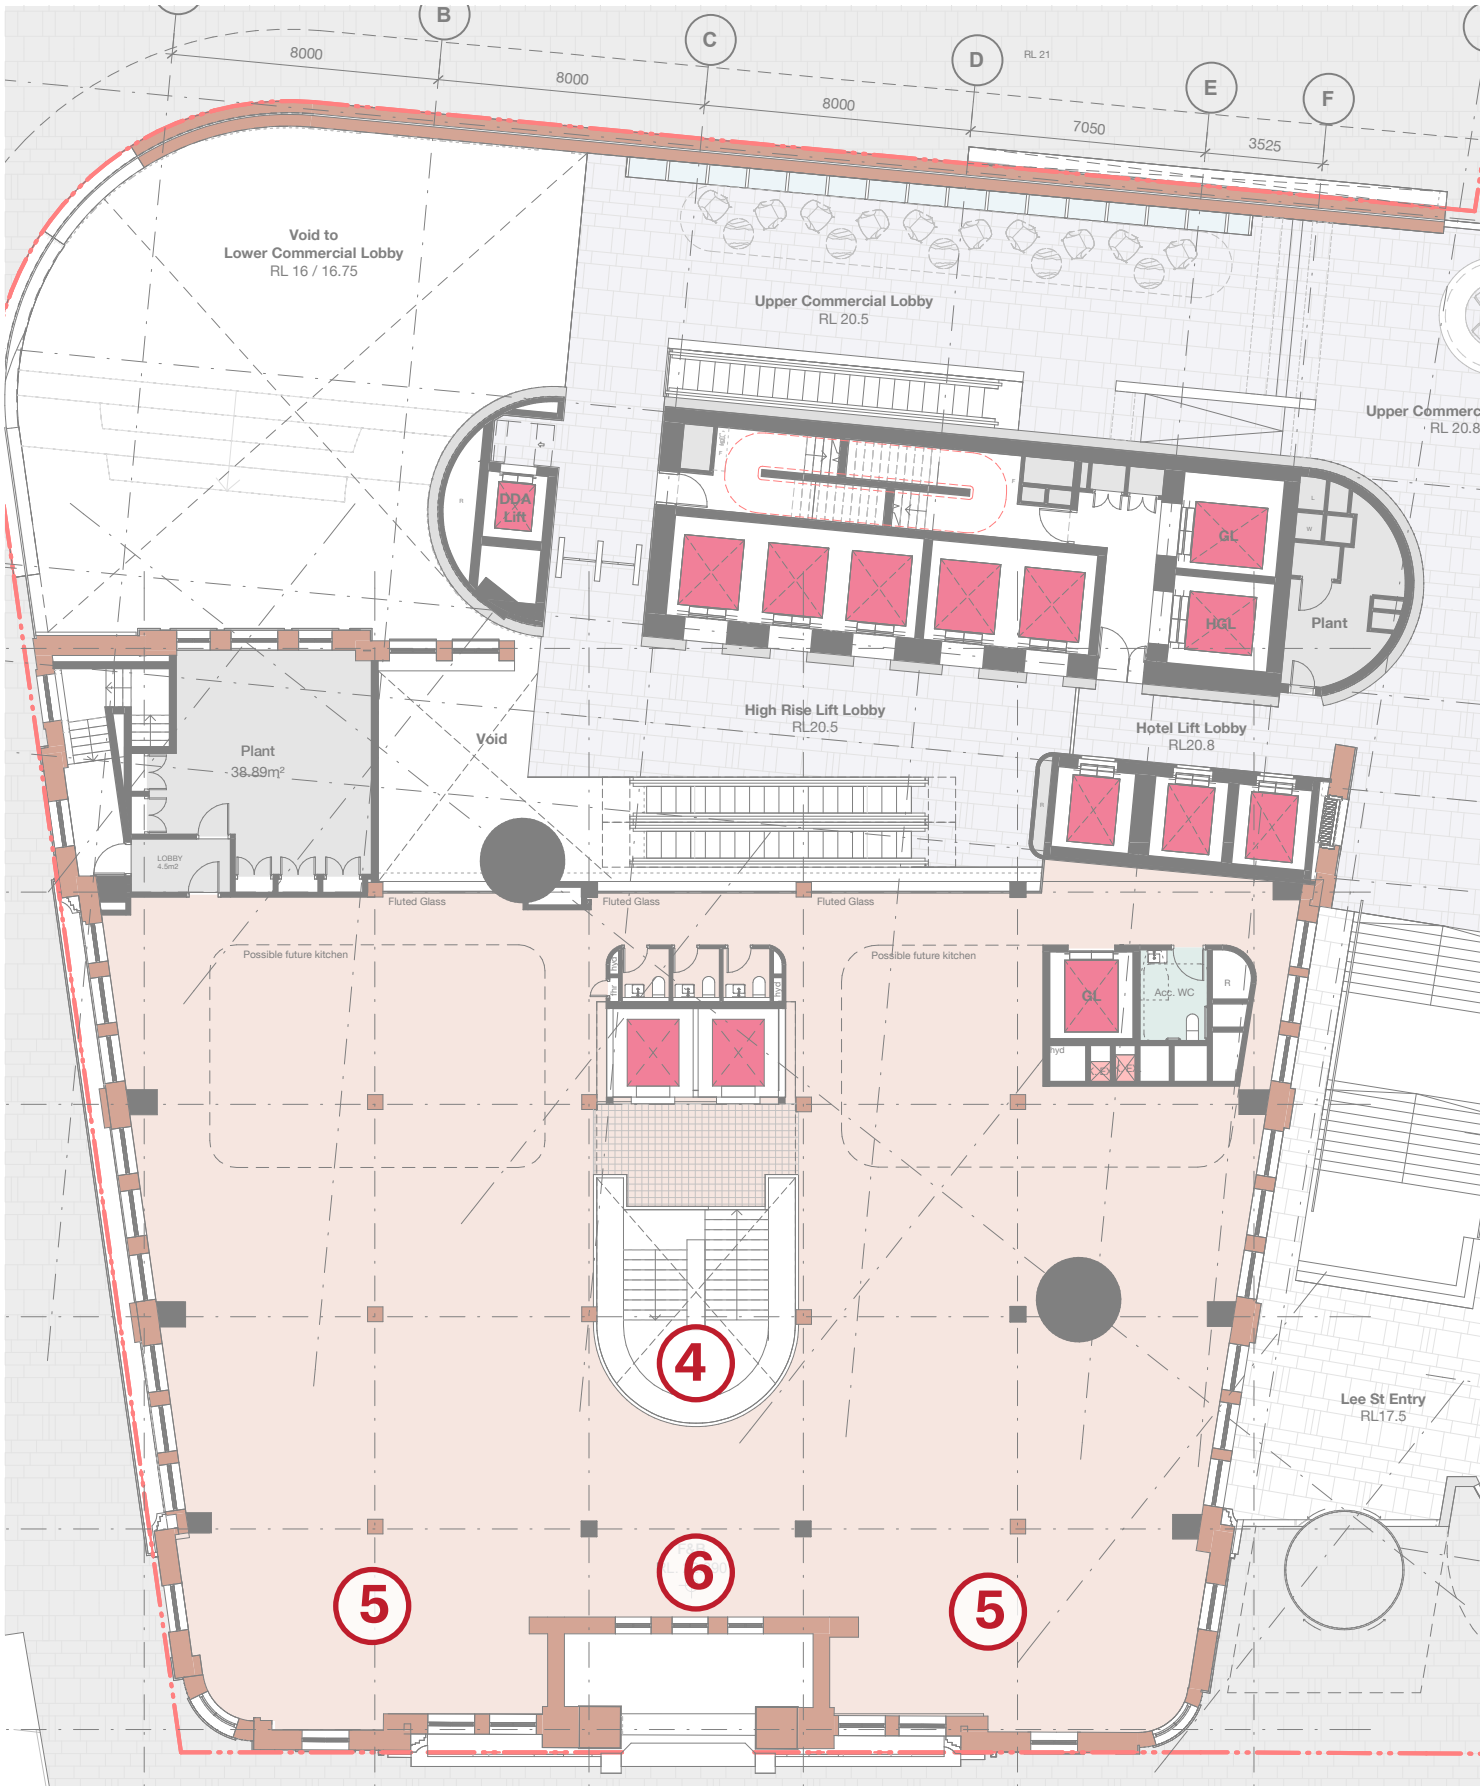 B
C
D
E
F
RL 21
8000
8000
8000
7050
3525
Void to
Lower Commercial Lobby
RL 16 / 16.75
Upper Commercial Lobby
RL 20.5
Upper Commerc
RL 20.8
DDA
Lift
R
F
L
W
GL
HGL
Plant
High Rise Lift Lobby
RL20.5
Hotel Lift Lobby
RL20.8
Void
Plant
38.89m²
R
LOBBY
4.5m2
Fluted Glass
Fluted Glass
Fluted Glass
Possible future kitchen
Possible future kitchen
hyd
fhr
hyd
GL
Acc. WC
R
hyd
4
Lee St Entry
RL17.5
F&B
6
5
5